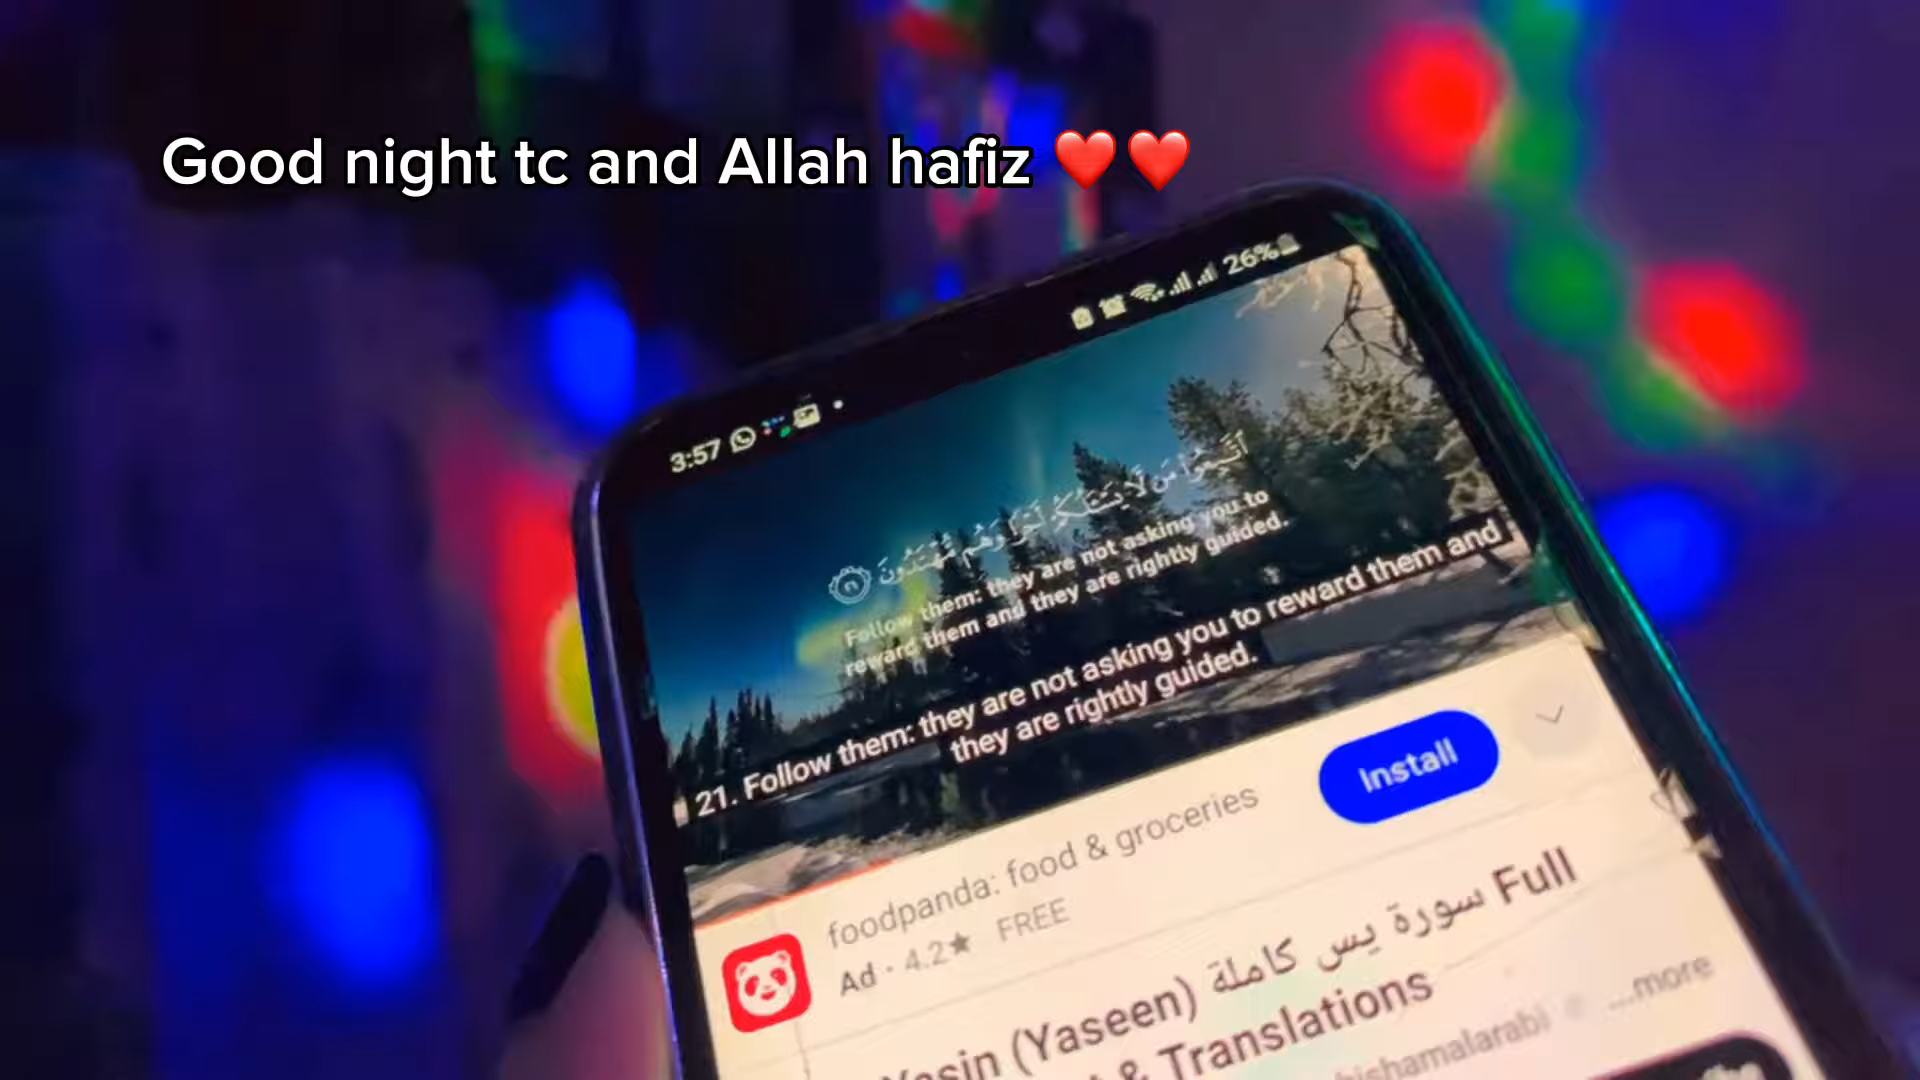 Good night tc and Allah hafiz ❤️❤️
3:57
26%
Follow them: they are not asking you to
reward them and they are rightly guided.
21. Follow them: they are not asking you to reward them and
they are rightly guided.
foodpanda: food & groceries
Ad · 4.2★ FREE
Install
(Yaseen) سورة يس كاملة Full
& Translations
hishamalarabi
...more